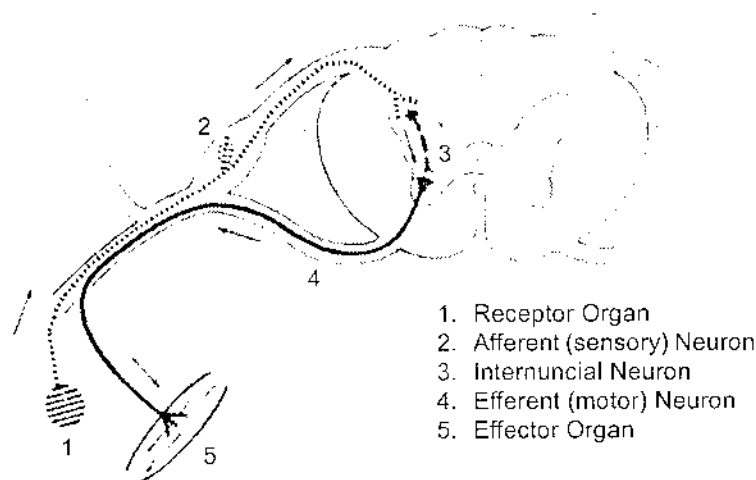 2
3
4
1
5
1. Receptor Organ
2. Afferent (sensory) Neuron
3. Internuncial Neuron
4. Efferent (motor) Neuron
5. Effector Organ